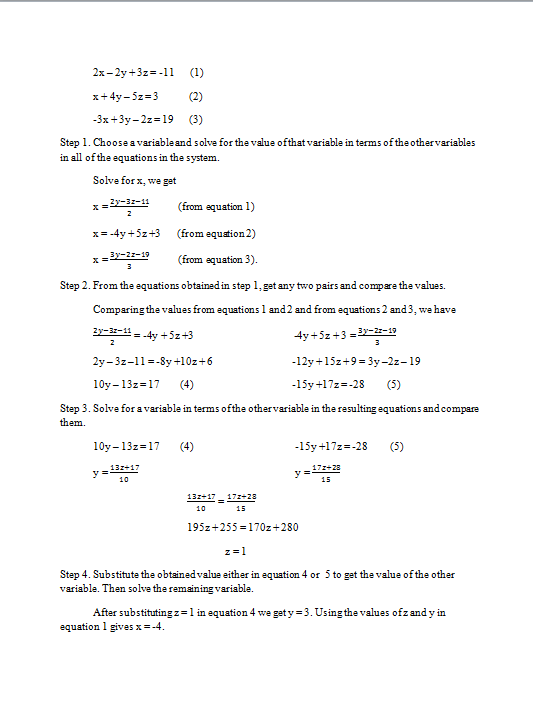 2x – 2y + 3z = -11 (1)
x + 4y – 5z = 3 (2)
-3x + 3y – 2z = 19 (3)
Step 1. Choose a variable and solve for the value of that variable in terms of the other variables
in all of the equations in the system.
Solve for x, we get
x = (2y−3z−11)/2 (from equation 1)
x = -4y + 5z +3 (from equation 2)
x = (3y−2z−19)/3 (from equation 3).
Step 2. From the equations obtained in step 1, get any two pairs and compare the values.
Comparing the values from equations 1 and 2 and from equations 2 and 3, we have
(2y−3z−11)/2 = -4y + 5z +3 -4y + 5z + 3 = (3y−2z−19)/3
2y – 3z – 11 = -8y + 10z + 6 -12y + 15z + 9 = 3y – 2z – 19
10y – 13z = 17 (4) -15y +17z = -28 (5)
Step 3. Solve for a variable in terms of the other variable in the resulting equations and compare
them.
10y – 13z = 17 (4) -15y +17z = -28 (5)
y = (13z+17)/10 y = (17z+28)/15
(13z+17)/10 = (17z+28)/15
195z + 255 = 170z + 280
z = 1
Step 4. Substitute the obtained value either in equation 4 or 5 to get the value of the other
variable. Then solve the remaining variable.
After substituting z = 1 in equation 4 we get y = 3. Using the values of z and y in
equation 1 gives x = -4.